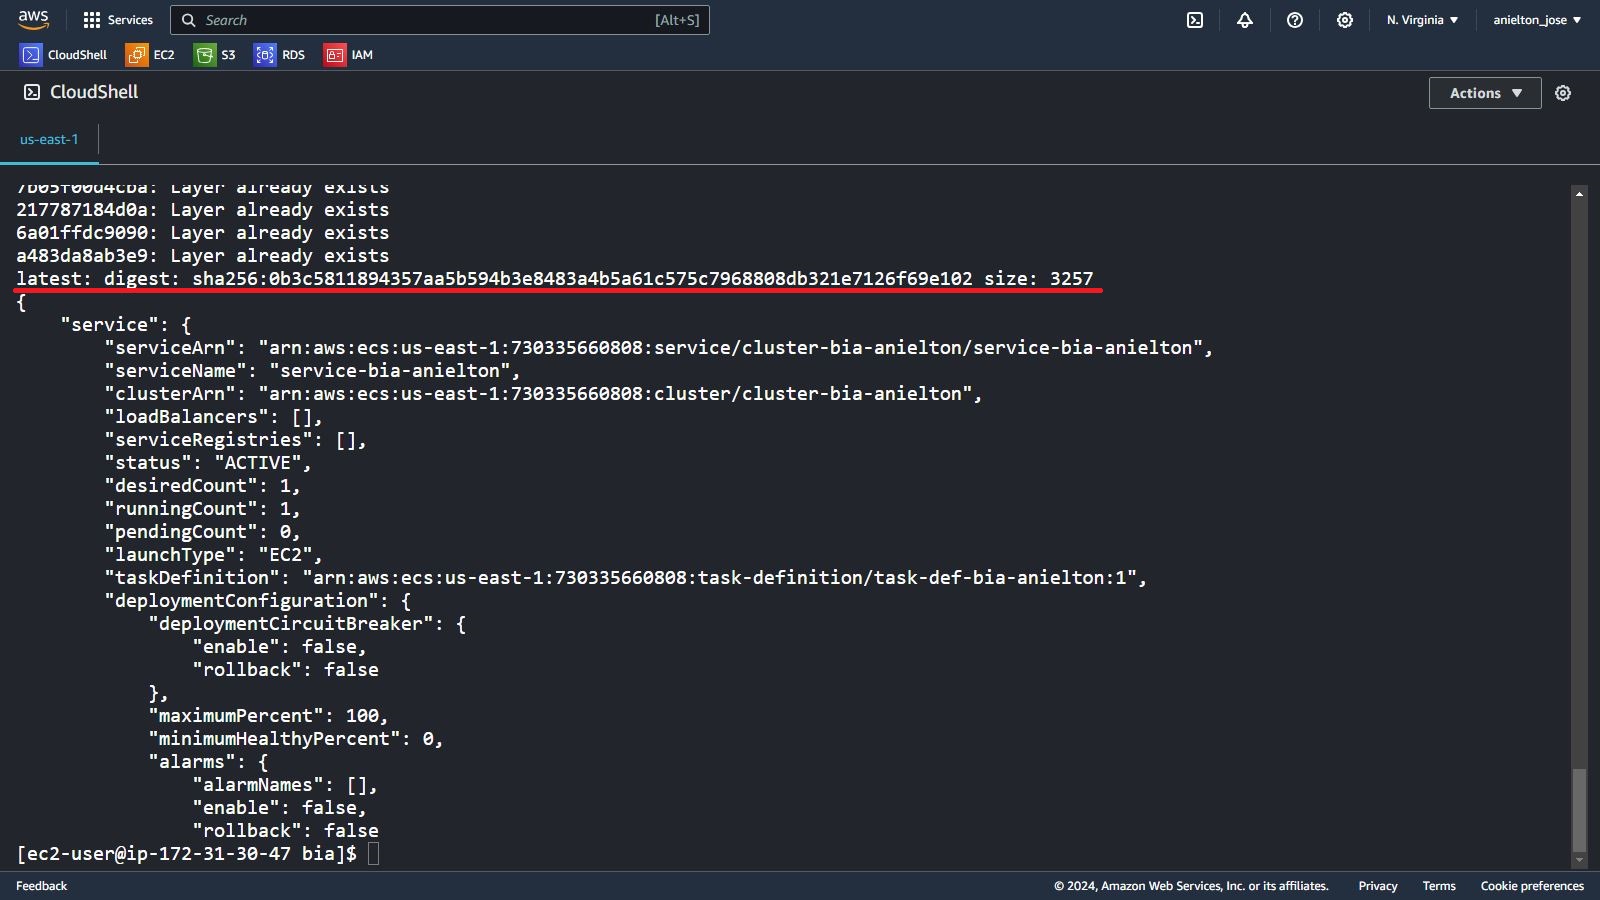 aws
Services
Search
[Alt+S]
N. Virginia
anielton_jose
CloudShell
EC2
S3
RDS
IAM
CloudShell
Actions
us-east-1
7b05f00d4cba: Layer already exists
217787184d0a: Layer already exists
6a01ffdc9090: Layer already exists
a483da8ab3e9: Layer already exists
latest: digest: sha256:0b3c5811894357aa5b594b3e8483a4b5a61c575c7968808db321e7126f69e102 size: 3257
{
    "service": {
        "serviceArn": "arn:aws:ecs:us-east-1:730335660808:service/cluster-bia-anielton/service-bia-anielton",
        "serviceName": "service-bia-anielton",
        "clusterArn": "arn:aws:ecs:us-east-1:730335660808:cluster/cluster-bia-anielton",
        "loadBalancers": [],
        "serviceRegistries": [],
        "status": "ACTIVE",
        "desiredCount": 1,
        "runningCount": 1,
        "pendingCount": 0,
        "launchType": "EC2",
        "taskDefinition": "arn:aws:ecs:us-east-1:730335660808:task-definition/task-def-bia-anielton:1",
        "deploymentConfiguration": {
            "deploymentCircuitBreaker": {
                "enable": false,
                "rollback": false
            },
            "maximumPercent": 100,
            "minimumHealthyPercent": 0,
            "alarms": {
                "alarmNames": [],
                "enable": false,
                "rollback": false
[ec2-user@ip-172-31-30-47 bia]$
Feedback
© 2024, Amazon Web Services, Inc. or its affiliates.
Privacy
Terms
Cookie preferences